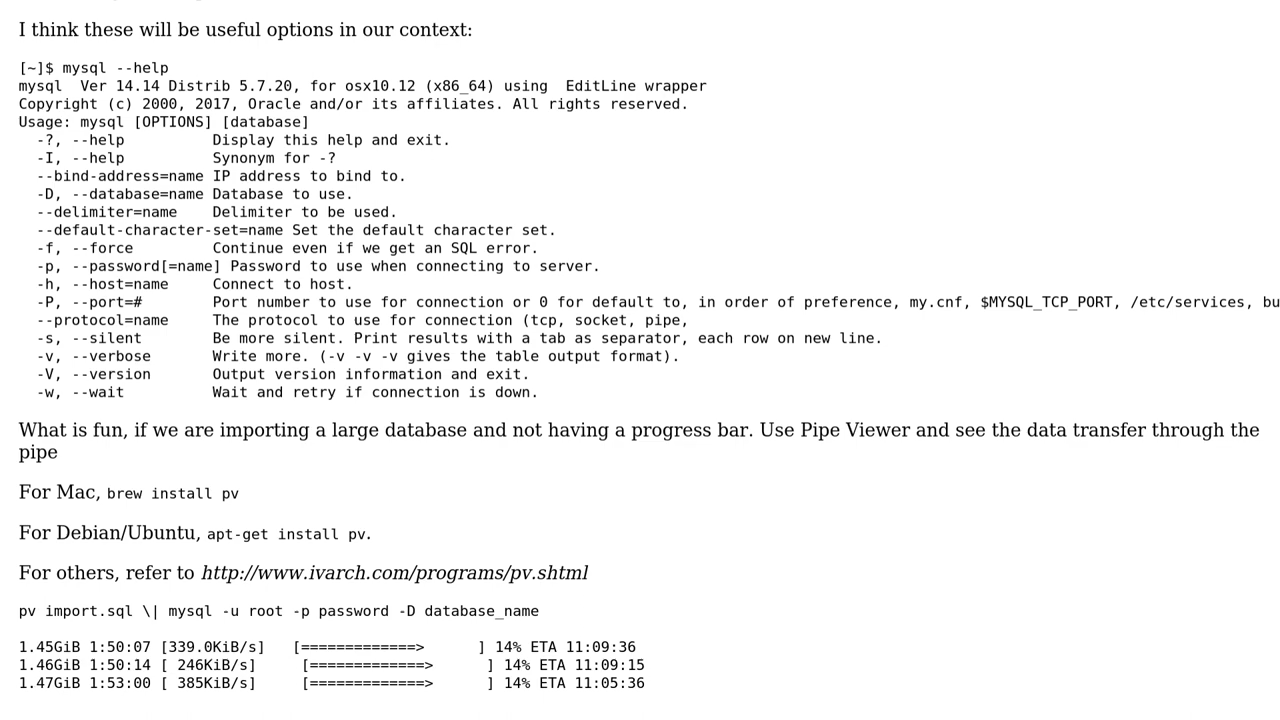 I think these will be useful options in our context:
[~]$ mysql --help
mysql  Ver 14.14 Distrib 5.7.20, for osx10.12 (x86_64) using  EditLine wrapper
Copyright (c) 2000, 2017, Oracle and/or its affiliates. All rights reserved.
Usage: mysql [OPTIONS] [database]
  -?, --help          Display this help and exit.
  -I, --help          Synonym for -?
  --bind-address=name IP address to bind to.
  -D, --database=name Database to use.
  --delimiter=name    Delimiter to be used.
  --default-character-set=name Set the default character set.
  -f, --force         Continue even if we get an SQL error.
  -p, --password[=name] Password to use when connecting to server.
  -h, --host=name     Connect to host.
  -P, --port=#        Port number to use for connection or 0 for default to, in order of preference, my.cnf, $MYSQL_TCP_PORT, /etc/services, bu
  --protocol=name     The protocol to use for connection (tcp, socket, pipe,
  -s, --silent        Be more silent. Print results with a tab as separator, each row on new line.
  -v, --verbose       Write more. (-v -v -v gives the table output format).
  -V, --version       Output version information and exit.
  -w, --wait          Wait and retry if connection is down.
What is fun, if we are importing a large database and not having a progress bar. Use Pipe Viewer and see the data transfer through the
pipe
For Mac, brew install pv
For Debian/Ubuntu, apt-get install pv.
For others, refer to http://www.ivarch.com/programs/pv.shtml
pv import.sql \| mysql -u root -p password -D database_name
1.45GiB 1:50:07 [339.0KiB/s]   [=============>      ] 14% ETA 11:09:36
1.46GiB 1:50:14 [ 246KiB/s]     [=============>      ] 14% ETA 11:09:15
1.47GiB 1:53:00 [ 385KiB/s]     [=============>      ] 14% ETA 11:05:36